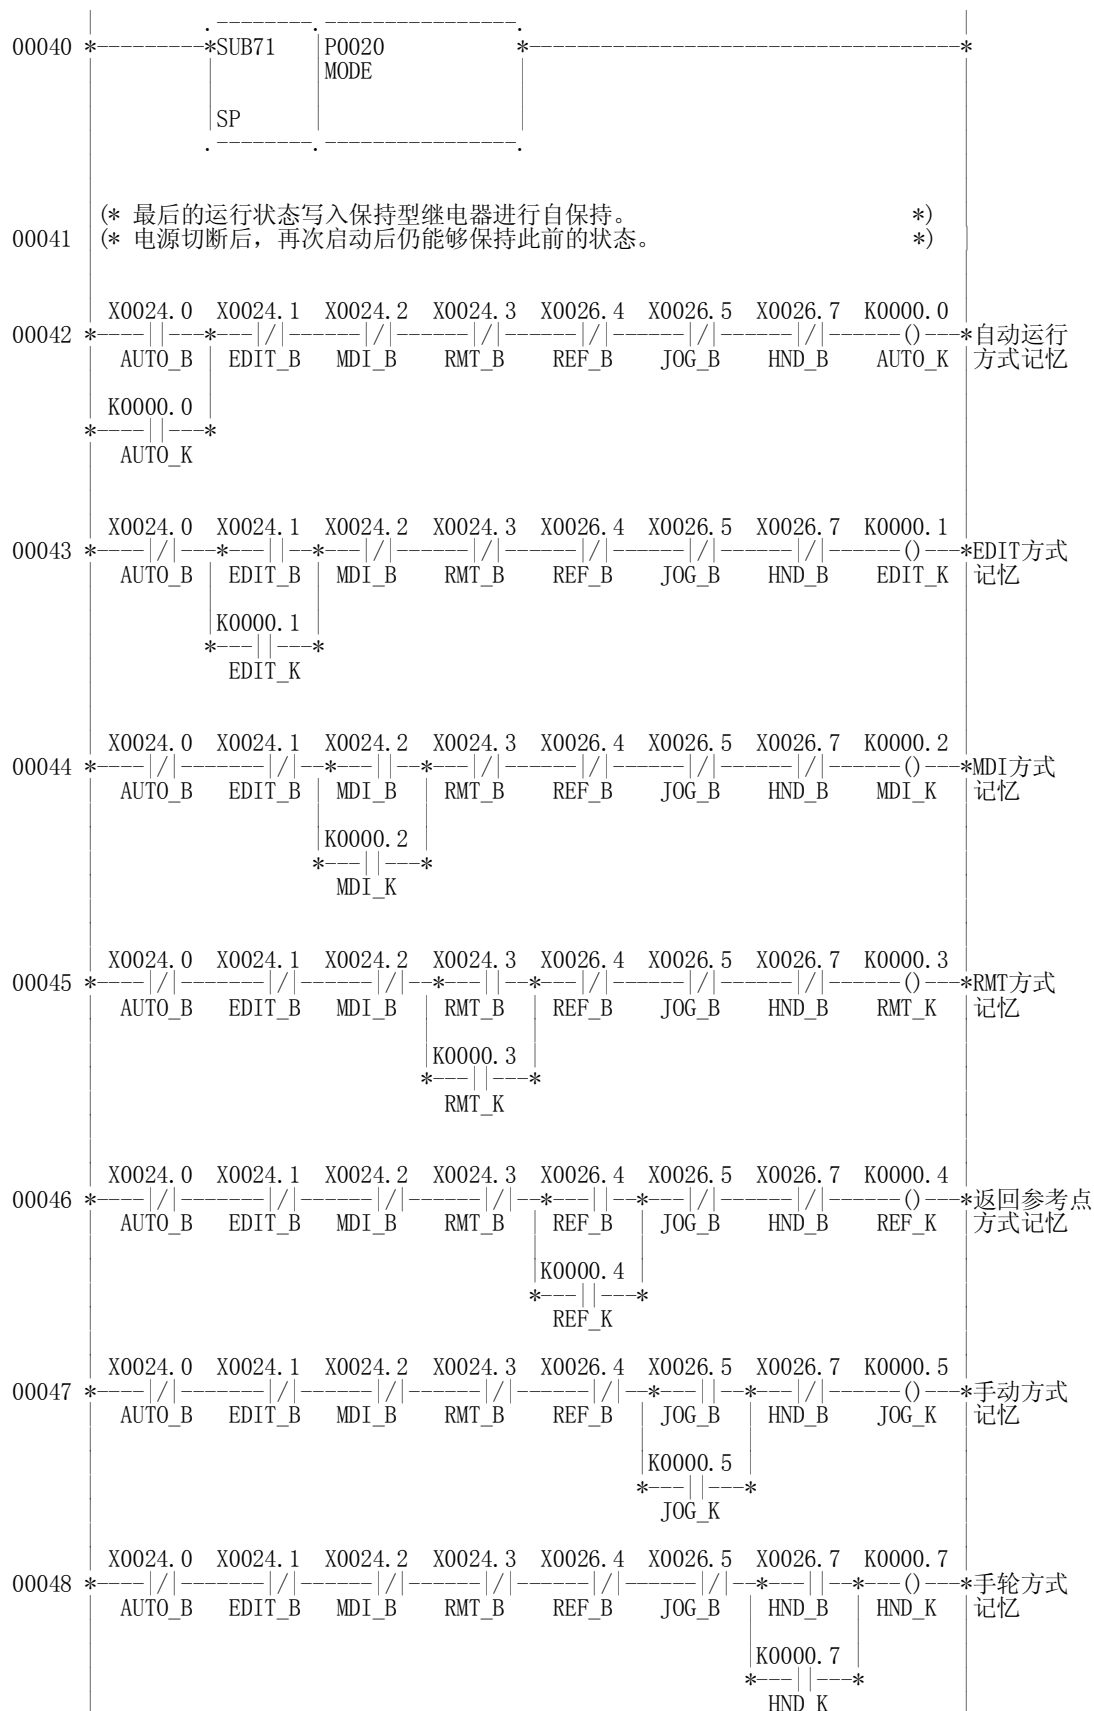 00040 SUB71 P0020
MODE
SP
(* 最后的运行状态写入保持型继电器进行自保持。 *)
00041 (* 电源切断后，再次启动后仍能够保持此前的状态。 *)
X0024.0 X0024.1 X0024.2 X0024.3 X0026.4 X0026.5 X0026.7 K0000.0
00042 自动运行
AUTO_B EDIT_B MDI_B RMT_B REF_B JOG_B HND_B AUTO_K 方式记忆
K0000.0
AUTO_K
X0024.0 X0024.1 X0024.2 X0024.3 X0026.4 X0026.5 X0026.7 K0000.1
00043 EDIT方式
AUTO_B EDIT_B MDI_B RMT_B REF_B JOG_B HND_B EDIT_K 记忆
K0000.1
EDIT_K
X0024.0 X0024.1 X0024.2 X0024.3 X0026.4 X0026.5 X0026.7 K0000.2
00044 MDI方式
AUTO_B EDIT_B MDI_B RMT_B REF_B JOG_B HND_B MDI_K 记忆
K0000.2
MDI_K
X0024.0 X0024.1 X0024.2 X0024.3 X0026.4 X0026.5 X0026.7 K0000.3
00045 RMT方式
AUTO_B EDIT_B MDI_B RMT_B REF_B JOG_B HND_B RMT_K 记忆
K0000.3
RMT_K
X0024.0 X0024.1 X0024.2 X0024.3 X0026.4 X0026.5 X0026.7 K0000.4
00046 返回参考点
AUTO_B EDIT_B MDI_B RMT_B REF_B JOG_B HND_B REF_K 方式记忆
K0000.4
REF_K
X0024.0 X0024.1 X0024.2 X0024.3 X0026.4 X0026.5 X0026.7 K0000.5
00047 手动方式
AUTO_B EDIT_B MDI_B RMT_B REF_B JOG_B HND_B JOG_K 记忆
K0000.5
JOG_K
X0024.0 X0024.1 X0024.2 X0024.3 X0026.4 X0026.5 X0026.7 K0000.7
00048 手轮方式
AUTO_B EDIT_B MDI_B RMT_B REF_B JOG_B HND_B HND_K 记忆
K0000.7
HND_K